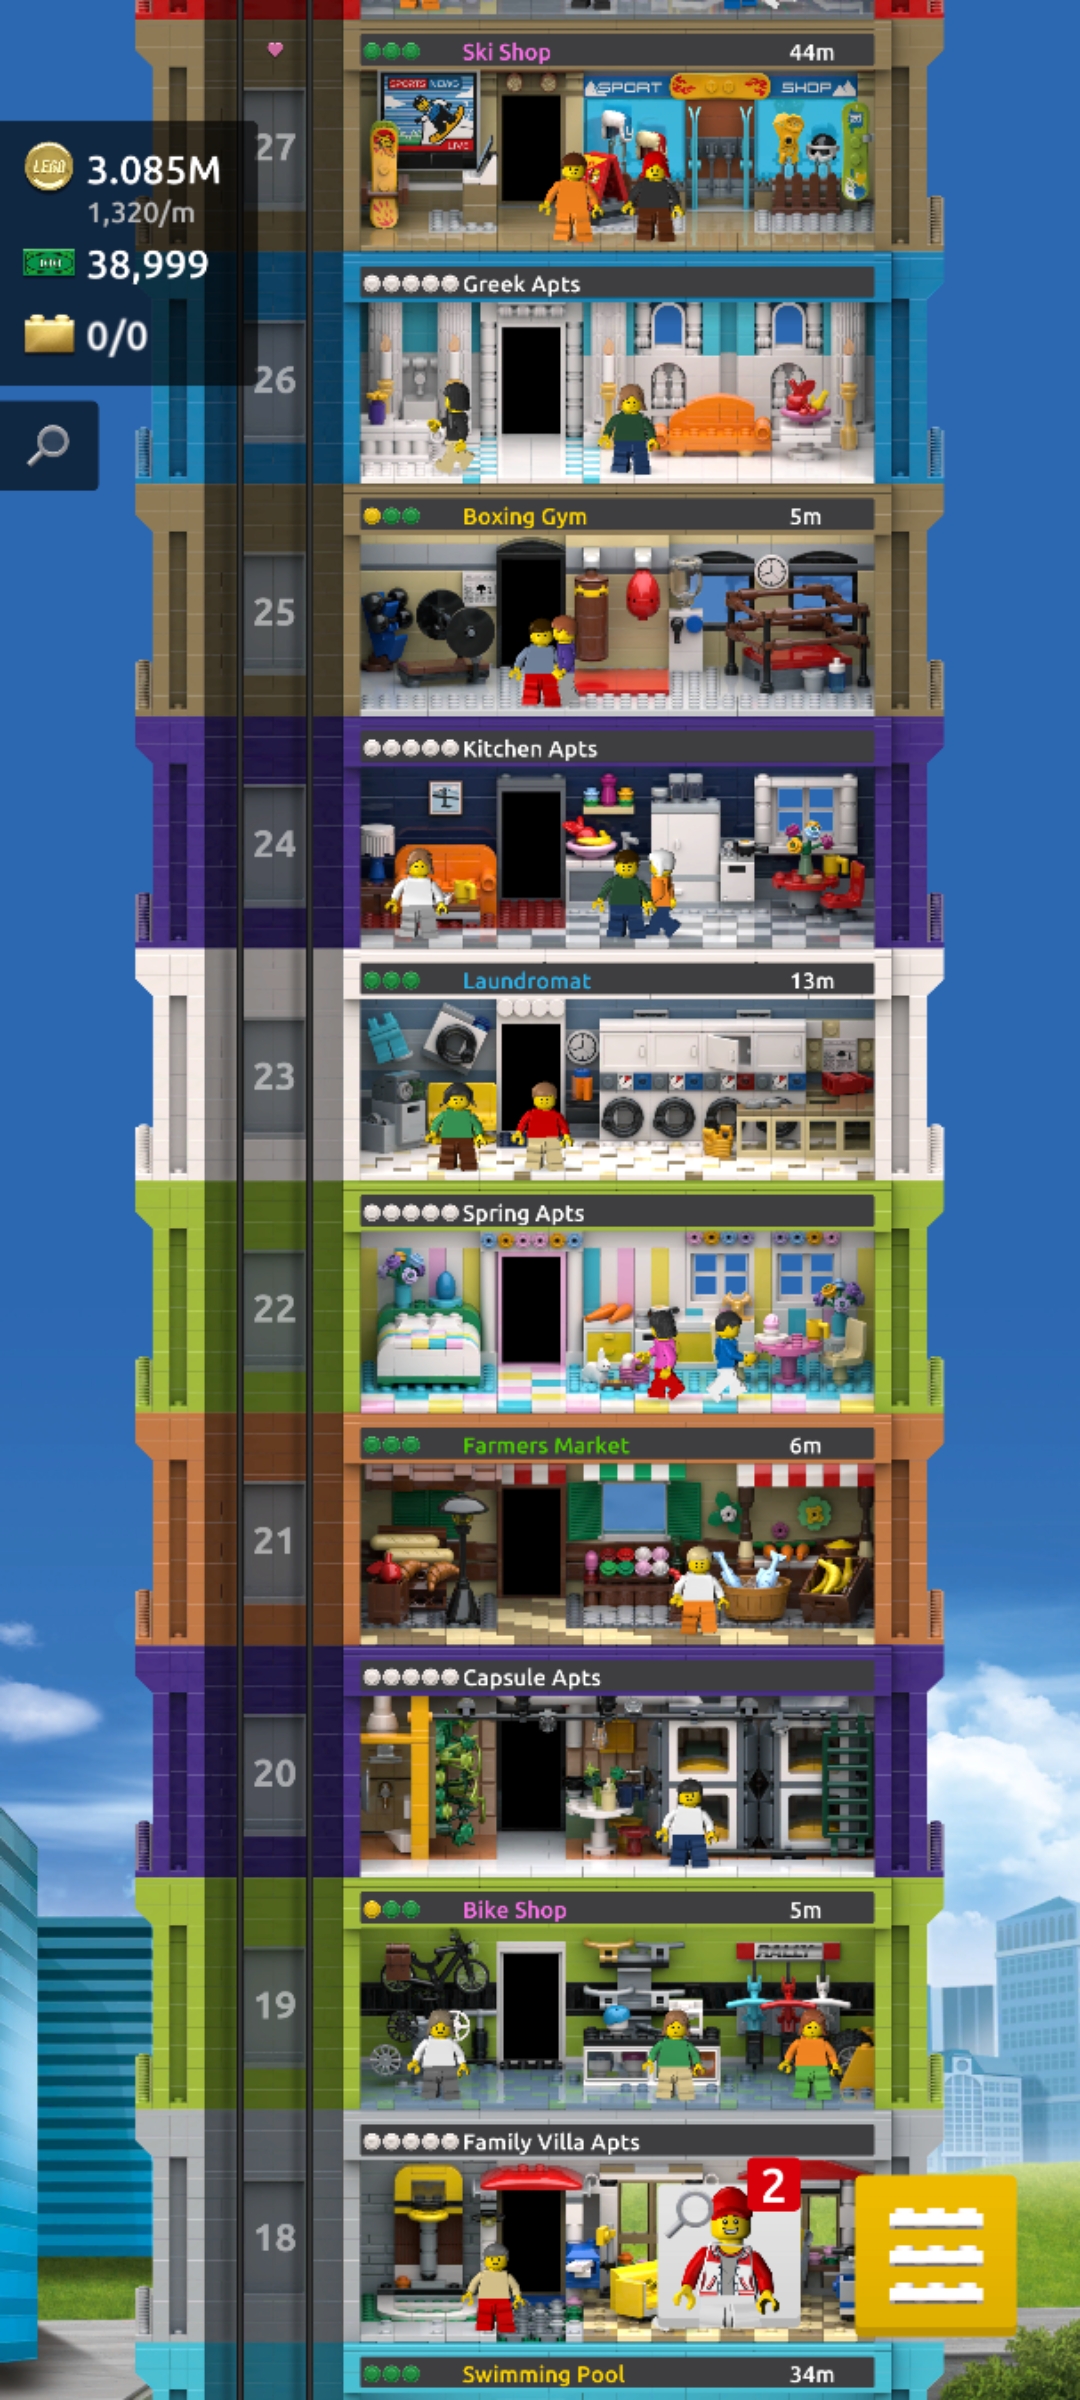 Ski Shop 44m
SPORTS NEWS
LIVE
SPORT SHOP
27
LEGO 3.085M
1,320/m
38,999
0/0
Greek Apts
26
Boxing Gym 5m
25
Kitchen Apts
24
Laundromat 13m
23
Spring Apts
22
Farmers Market 6m
21
Capsule Apts
20
Bike Shop 5m
RALLY
19
Family Villa Apts
2
18
Swimming Pool 34m